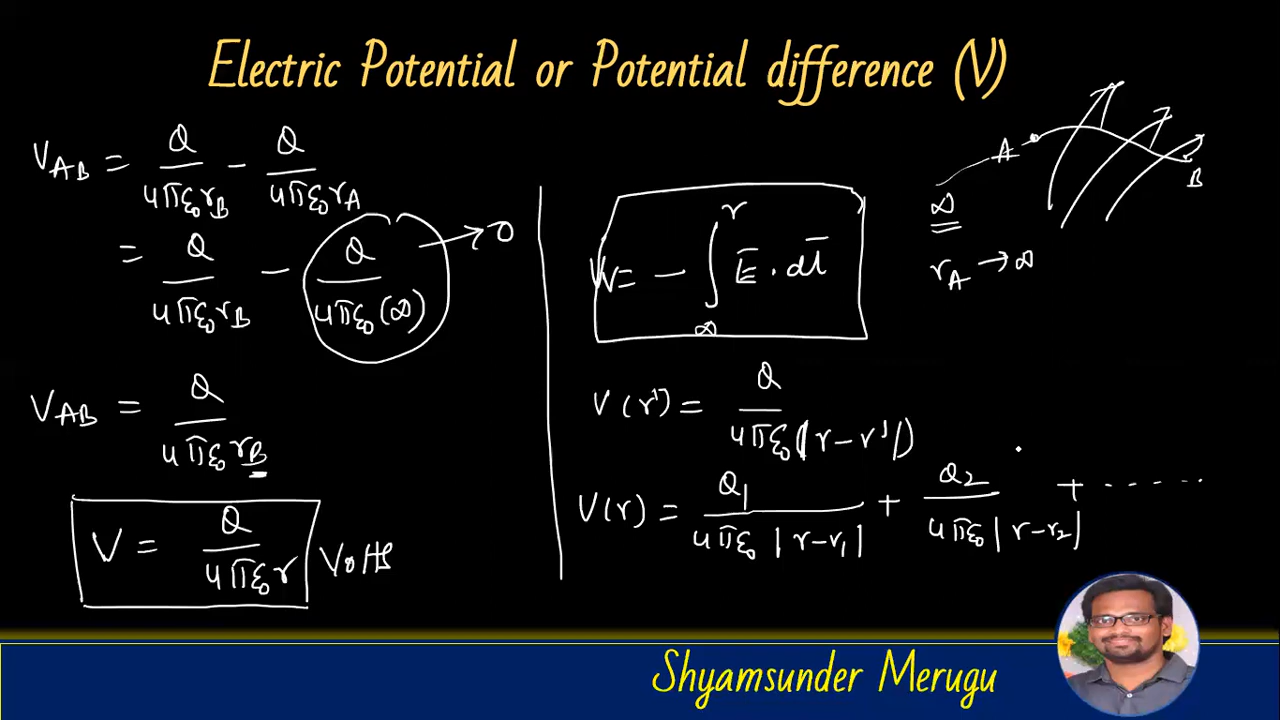 Electric Potential or Potential difference (V)
V_AB = Q/4πε₀r_B − Q/4πε₀r_A
= Q/4πε₀r_B − Q/4πε₀(∞) → 0
V_AB = Q/4πε₀r_B
V = Q/4πε₀r Volts
V = − ∫_∞^r E̅ . dl̅
V(r') = Q/4πε₀(|r−r'|)
V(r) = Q₁/4πε₀|r−r₁| + Q₂/4πε₀|r−r₂| + ........
A
B
∞
r_A → ∞
Shyamsunder Merugu